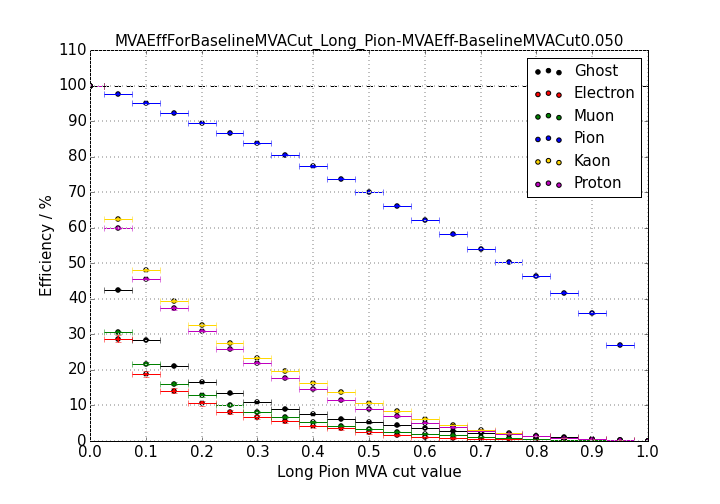 MVAEffForBaselineMVACut_Long_Pion-MVAEff-BaselineMVACut0.050
110
100
90
80
70
60
50
40
30
20
10
0
Efficiency / %
Ghost
Electron
Muon
Pion
Kaon
Proton
0.0 0.1 0.2 0.3 0.4 0.5 0.6 0.7 0.8 0.9 1.0
Long Pion MVA cut value